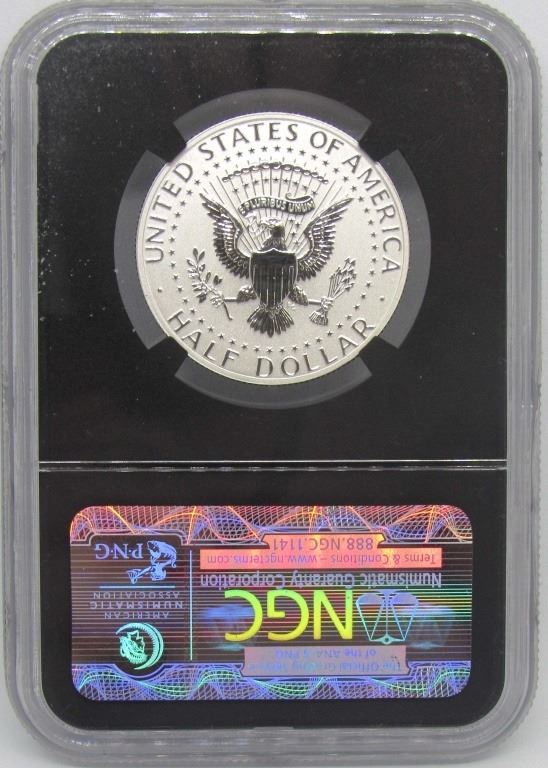 UNITED STATES OF AMERICA
E PLURIBUS UNUM
HALF DOLLAR
The Official Grading Service
of the ANA & PNG
NGC
Numismatic Guaranty Corporation
Terms & Conditions – www.ngcterms.com
888.NGC.1141
AMERICAN
NUMISMATIC
ASSOCIATION
P·N·G